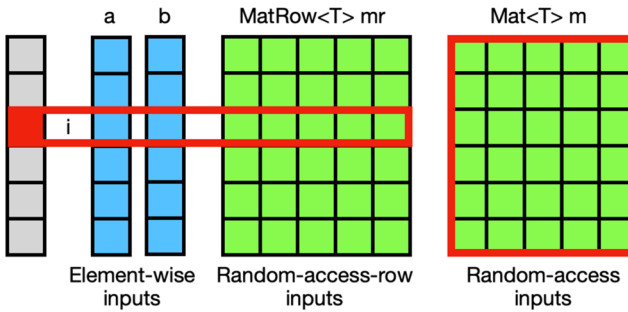 a b MatRow<T> mr Mat<T> m
i
Element-wise Random-access-row Random-access
inputs inputs inputs